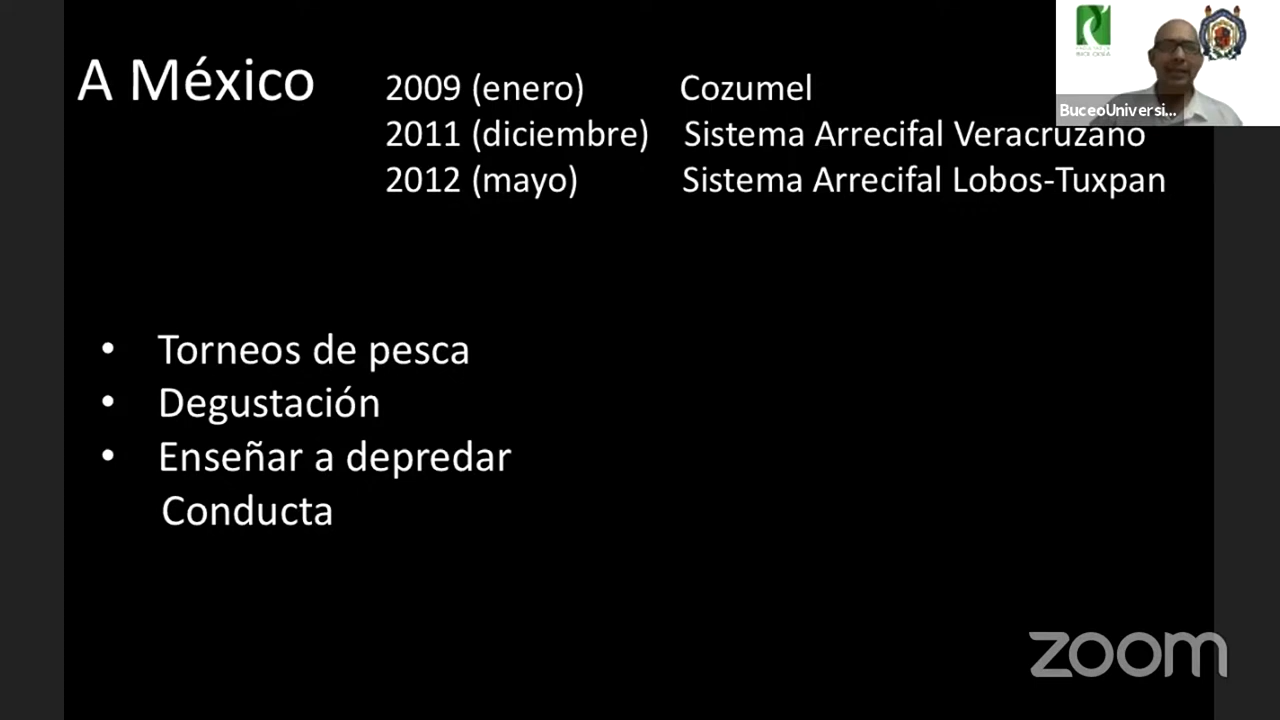 A México
2009 (enero) Cozumel
2011 (diciembre) Sistema Arrecifal Veracruzano
2012 (mayo) Sistema Arrecifal Lobos-Tuxpan
• Torneos de pesca
• Degustación
• Enseñar a depredar
Conducta
BuceoUniversi...
zoom